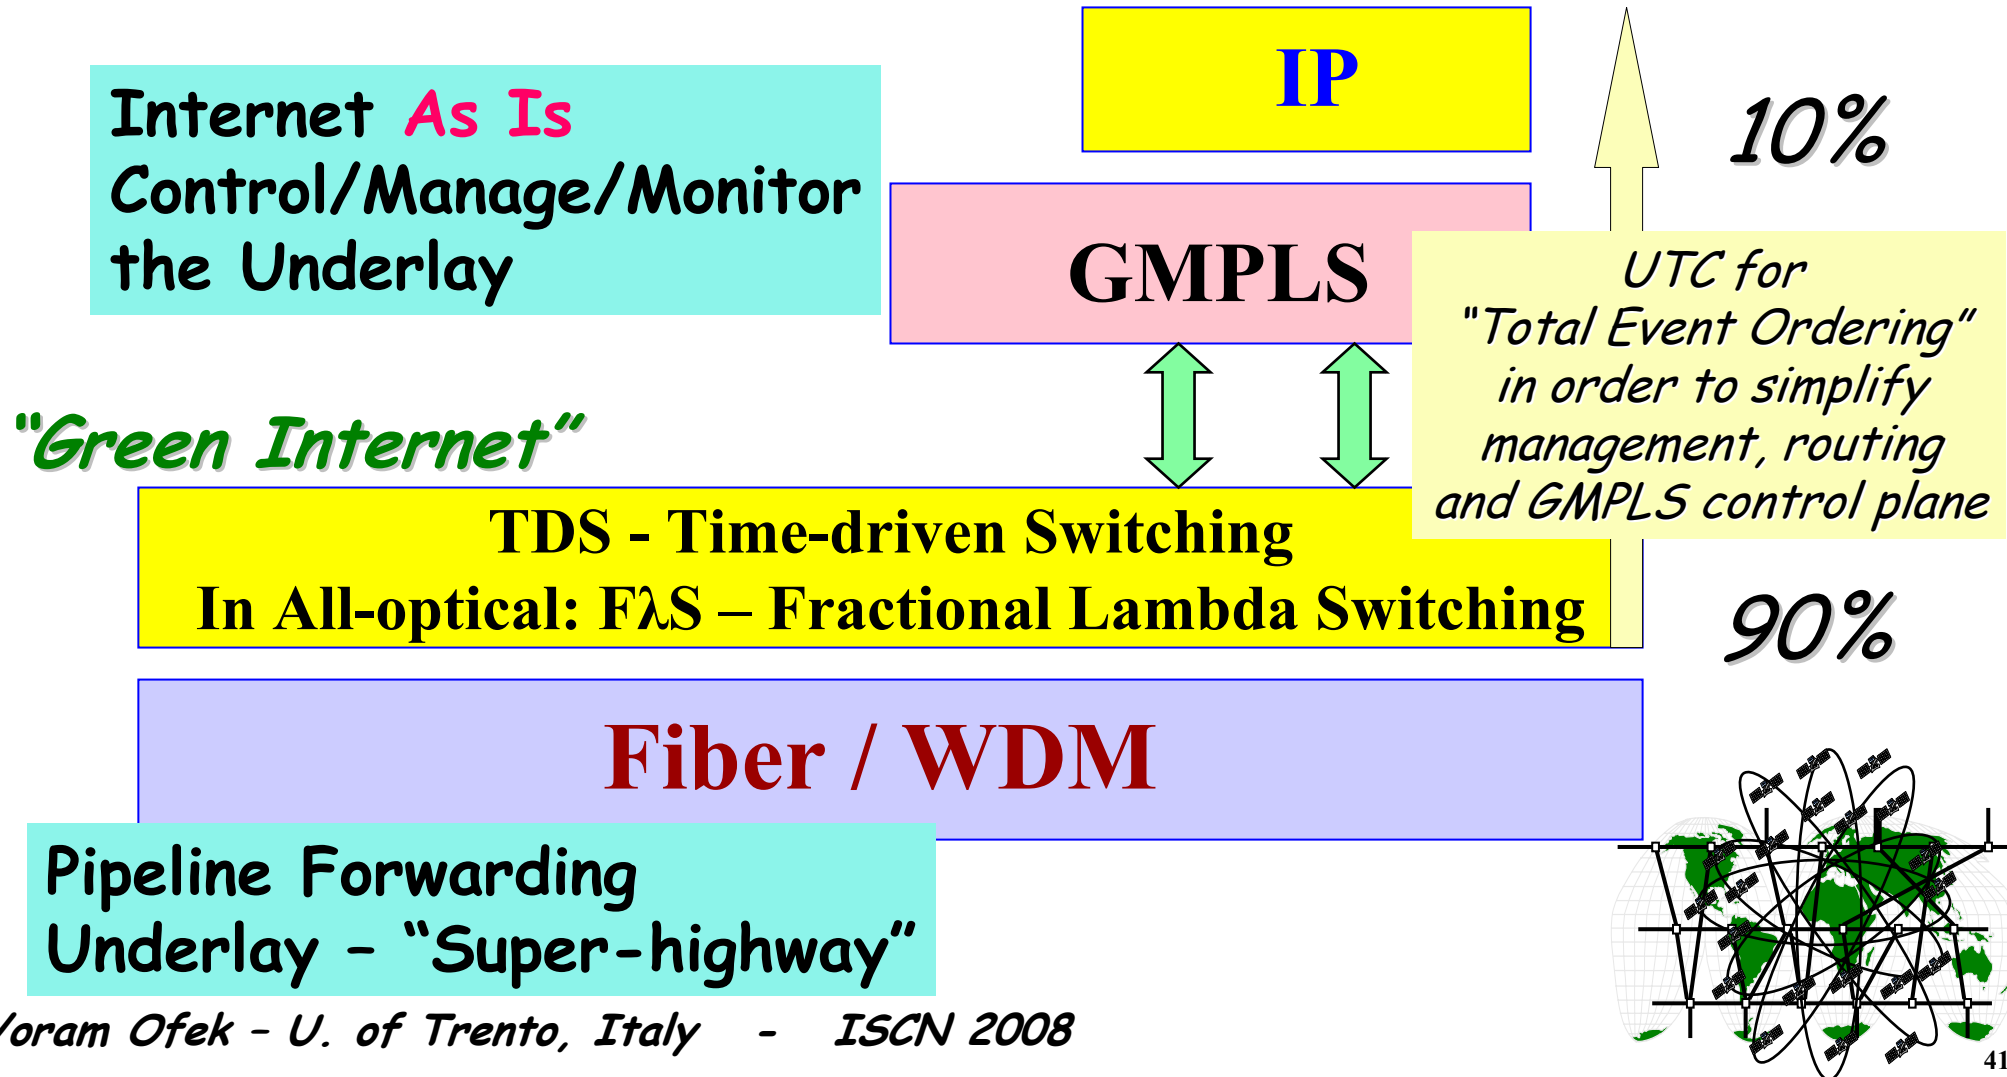 IP
Internet As Is
Control/Manage/Monitor
the Underlay
10%
GMPLS
UTC for
“Total Event Ordering”
in order to simplify
management, routing
and GMPLS control plane
“Green Internet”
TDS - Time-driven Switching
In All-optical: FλS – Fractional Lambda Switching
90%
Fiber / WDM
Pipeline Forwarding
Underlay – “Super-highway”
Ofek – U. of Trento, Italy - ISCN 2008
41